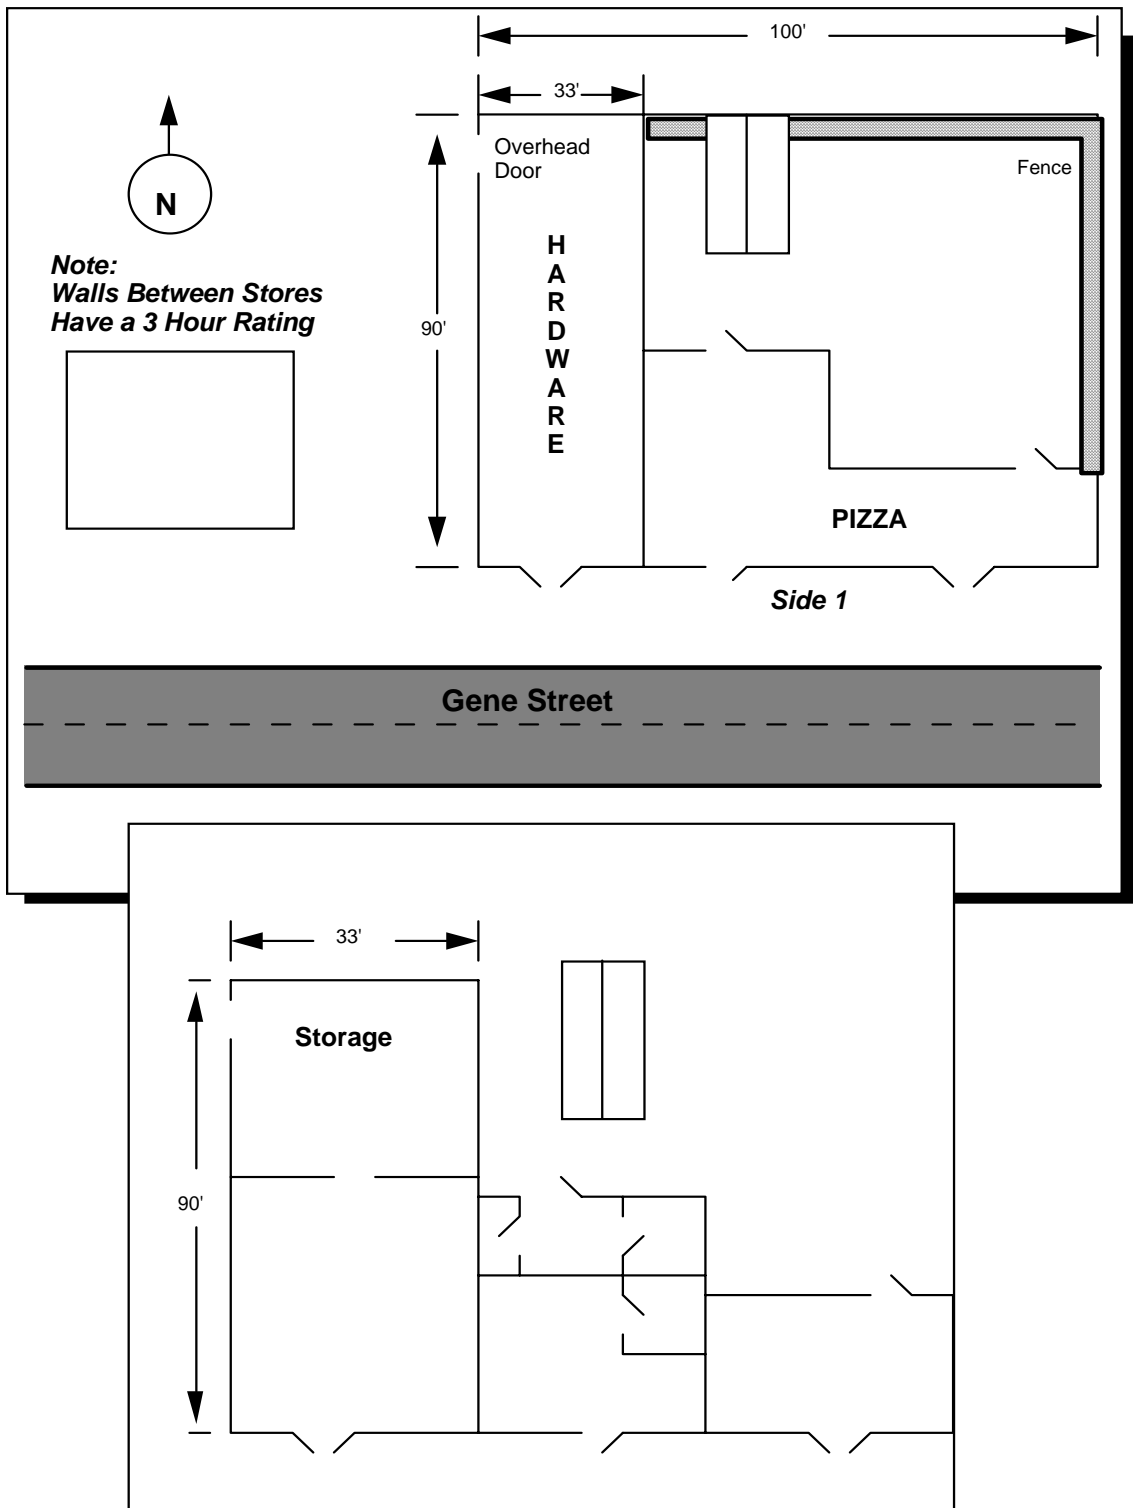 100'
33'
Overhead
Door
Fence
N
Note:
Walls Between Stores
Have a 3 Hour Rating
90'
H
A
R
D
W
A
R
E
PIZZA
Side 1
Gene Street
33'
Storage
90'